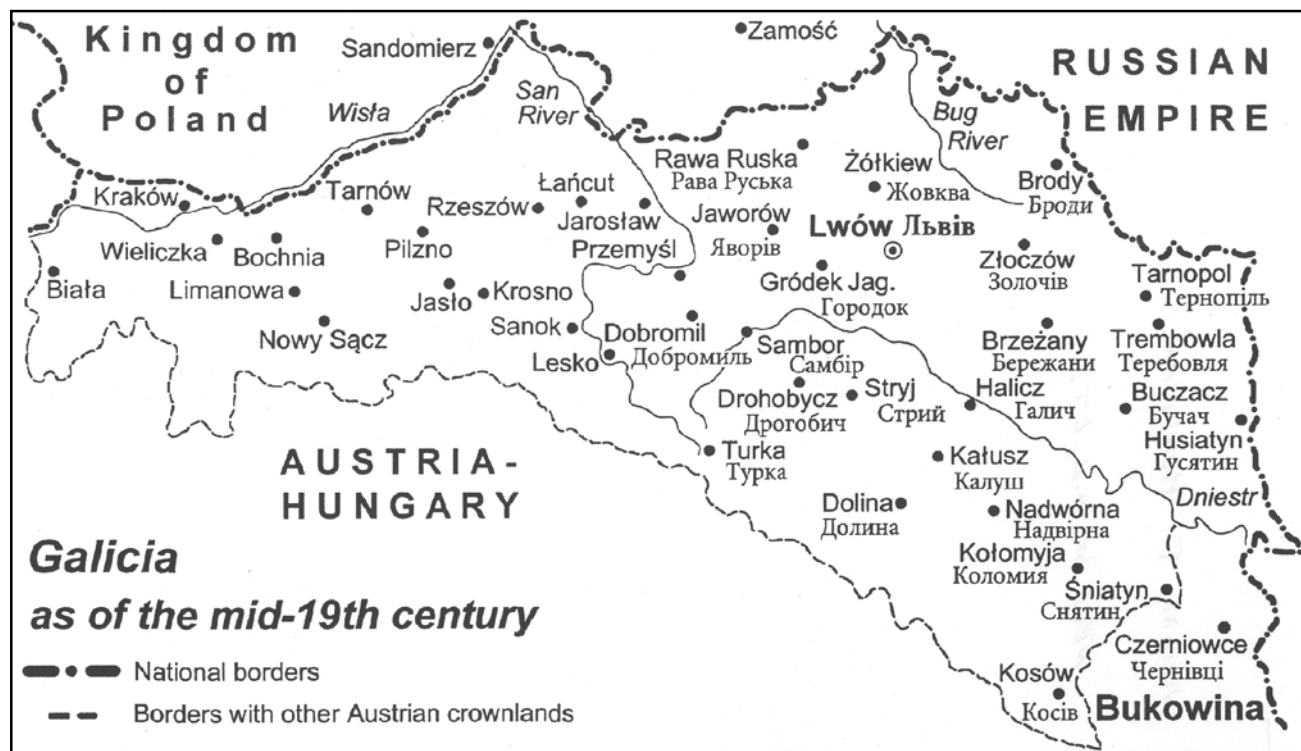 Kingdom
of
Poland
Sandomierz
Zamość
RUSSIAN
EMPIRE
Wisła
San
River
Bug
River
Kraków
Tarnów
Rzeszów
Łańcut
Jarosław
Przemyśl
Rawa Ruska
Рава Руська
Żółkiew
Жовква
Brody
Броди
Jaworów
Яворів
Lwów Львів
Wieliczka
Bochnia
Pilzno
Biała
Limanowa
Jasło
Krosno
Gródek Jag.
Городок
Złoczów
Золочів
Tarnopol
Тернопіль
Nowy Sącz
Sanok
Lesko
Dobromil
Добромиль
Sambor
Самбір
Brzeżany
Бережани
Trembowla
Теребовля
Drohobycz
Дрогобич
Stryj
Стрий
Halicz
Галич
Buczacz
Бучач
Husiatyn
Гусятин
Turka
Турка
Kałusz
Калуш
Dniestr
AUSTRIA-
HUNGARY
Dolina
Долина
Nadwórna
Надвірна
Kołomyja
Коломия
Śniatyn
Снятин
Czerniowce
Чернівці
Kosów
Косів
Bukowina
Galicia
as of the mid-19th century
National borders
Borders with other Austrian crownlands